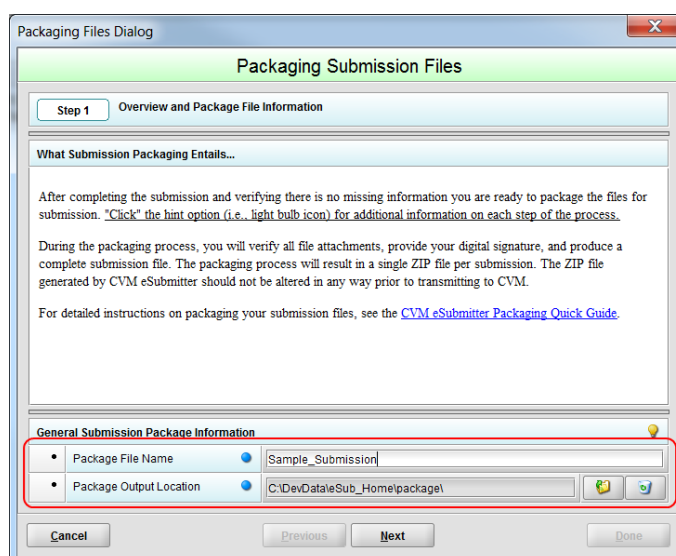 Packaging Files Dialog
Packaging Submission Files
Step 1 Overview and Package File Information
What Submission Packaging Entails...
After completing the submission and verifying there is no missing information you are ready to package the files for
submission. "Click" the hint option (i.e., light bulb icon) for additional information on each step of the process.
During the packaging process, you will verify all file attachments, provide your digital signature, and produce a
complete submission file. The packaging process will result in a single ZIP file per submission. The ZIP file
generated by CVM eSubmitter should not be altered in any way prior to transmitting to CVM.
For detailed instructions on packaging your submission files, see the CVM eSubmitter Packaging Quick Guide.
General Submission Package Information
• Package File Name Sample_Submission
• Package Output Location C:\DevData\eSub_Home\package\
Cancel Previous Next Done